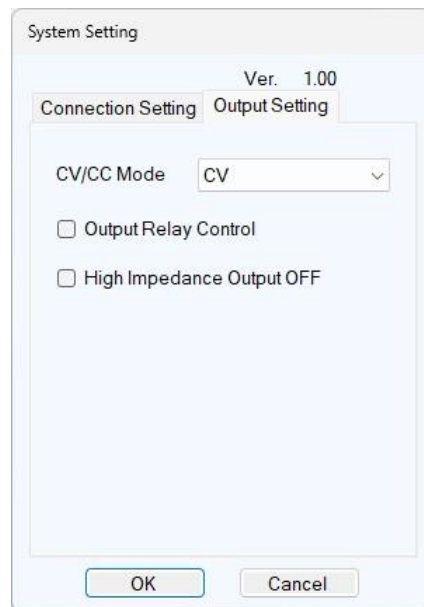 System Setting
Ver. 1.00
Connection Setting Output Setting
CV/CC Mode CV
Output Relay Control
High Impedance Output OFF
OK Cancel